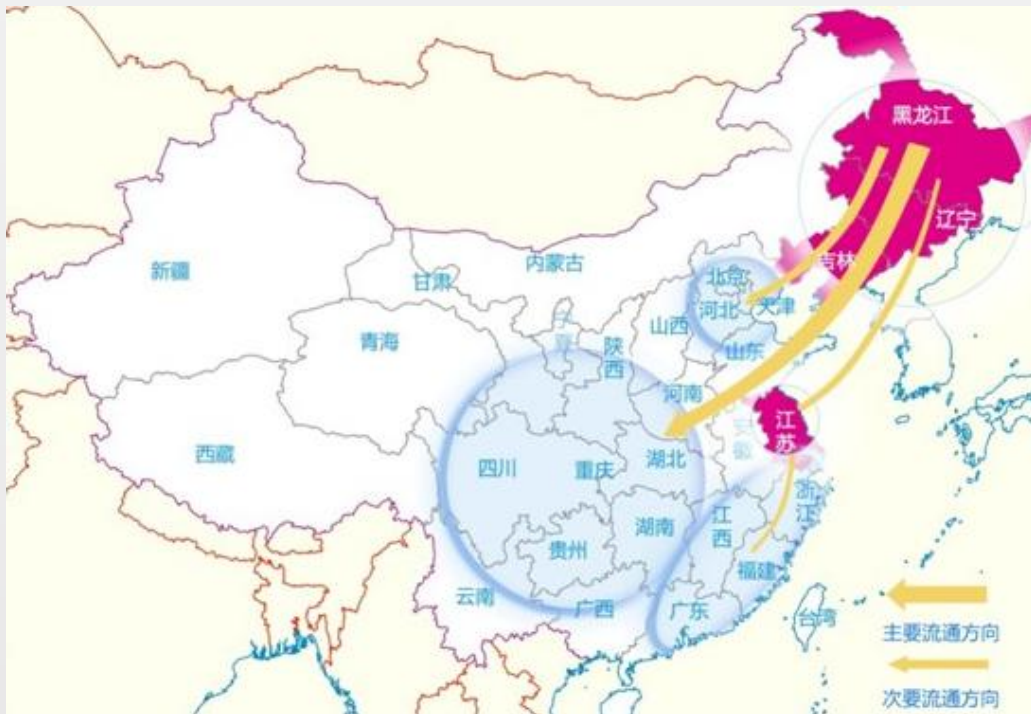 黑龙江
辽宁
吉林
新疆
甘肃
内蒙古
北京
天津
河北
山西
青海
宁夏
陕西
山东
河南
江苏
安徽
西藏
四川
重庆
湖北
浙江
江西
湖南
贵州
福建
云南
广西
广东
台湾
主要流通方向
次要流通方向